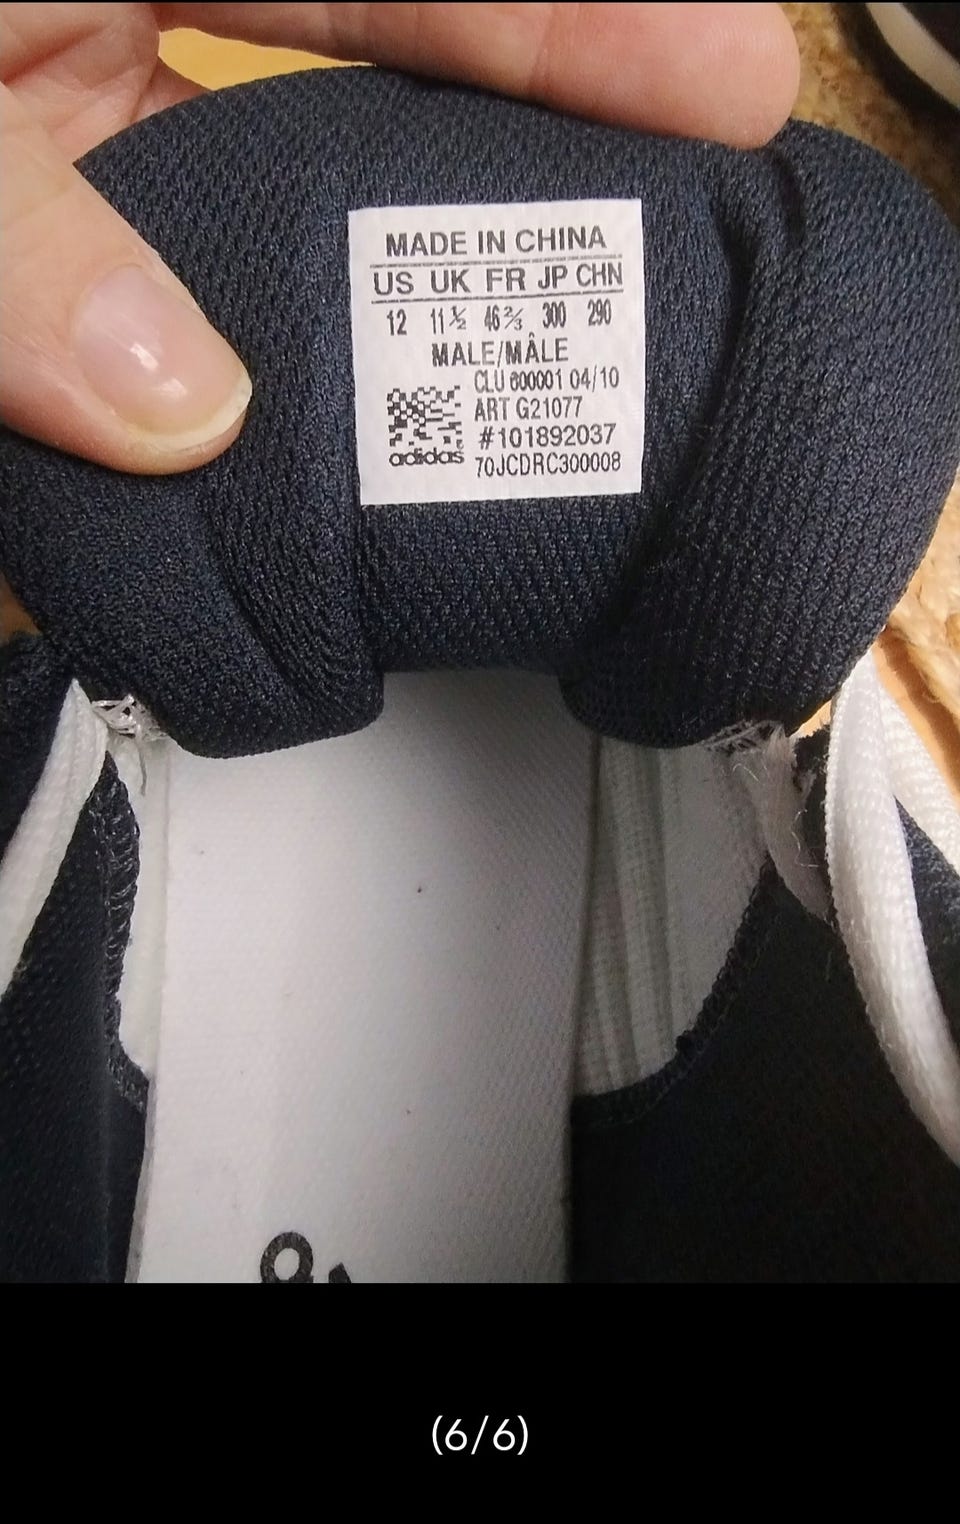 MADE IN CHINA
US UK FR JP CHN
12 11½ 46⅔ 300 290
MALE/MÂLE
CLU 600001 04/10
ART G21077
#101892037
70JCDRC300008
adidas
(6/6)